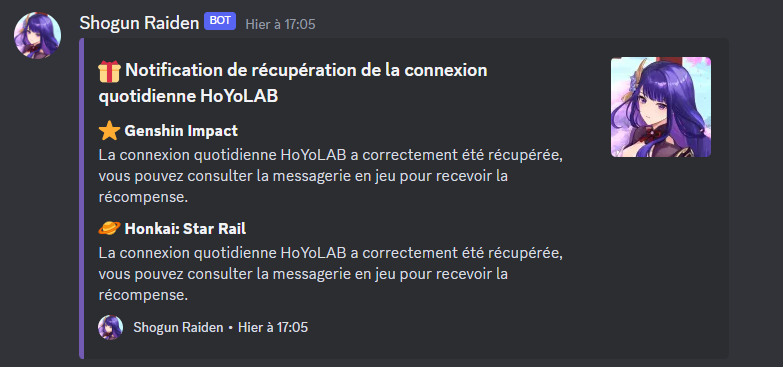 Shogun Raiden BOT Hier à 17:05
Notification de récupération de la connexion
quotidienne HoYoLAB
Genshin Impact
La connexion quotidienne HoYoLAB a correctement été récupérée,
vous pouvez consulter la messagerie en jeu pour recevoir la
récompense.
Honkai: Star Rail
La connexion quotidienne HoYoLAB a correctement été récupérée,
vous pouvez consulter la messagerie en jeu pour recevoir la
récompense.
Shogun Raiden • Hier à 17:05